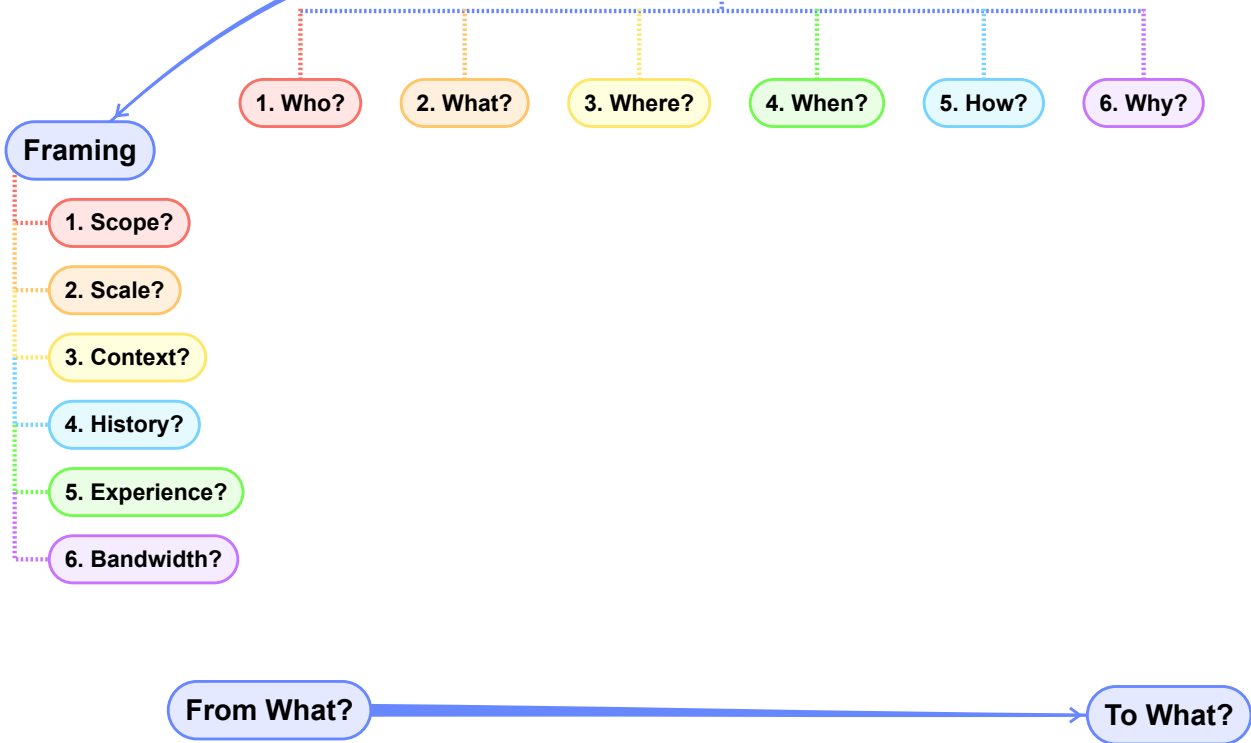 1. Who?
2. What?
3. Where?
4. When?
5. How?
6. Why?
Framing
1. Scope?
2. Scale?
3. Context?
4. History?
5. Experience?
6. Bandwidth?
From What?
To What?